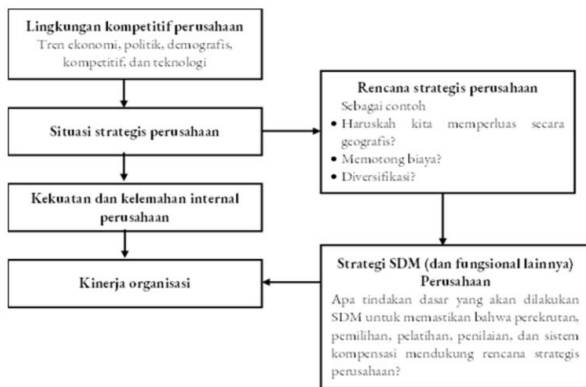 Lingkungan kompetitif perusahaan
Tren ekonomi, politik, demografis,
kompetitif, dan teknologi
Situasi strategis perusahaan
Kekuatan dan kelemahan internal
perusahaan
Kinerja organisasi
Rencana strategis perusahaan
Sebagai contoh
• Haruskah kita memperluas secara
geografis?
• Memotong biaya?
• Diversifikasi?
Strategi SDM (dan fungsional lainnya)
Perusahaan
Apa tindakan dasar yang akan dilakukan
SDM untuk memastikan bahwa perekrutan,
pemilihan, pelatihan, penilaian, dan sistem
kompensasi mendukung rencana strategis
perusahaan?